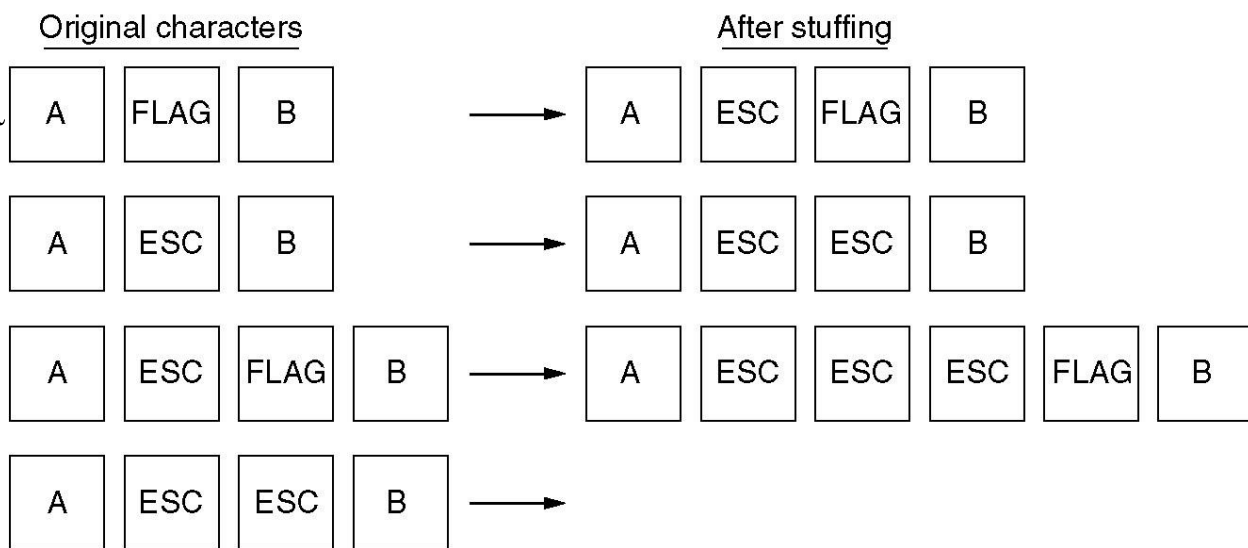 Original characters After stuffing
A FLAG B A ESC FLAG B
A ESC B A ESC ESC B
A ESC FLAG B A ESC ESC ESC FLAG B
A ESC ESC B